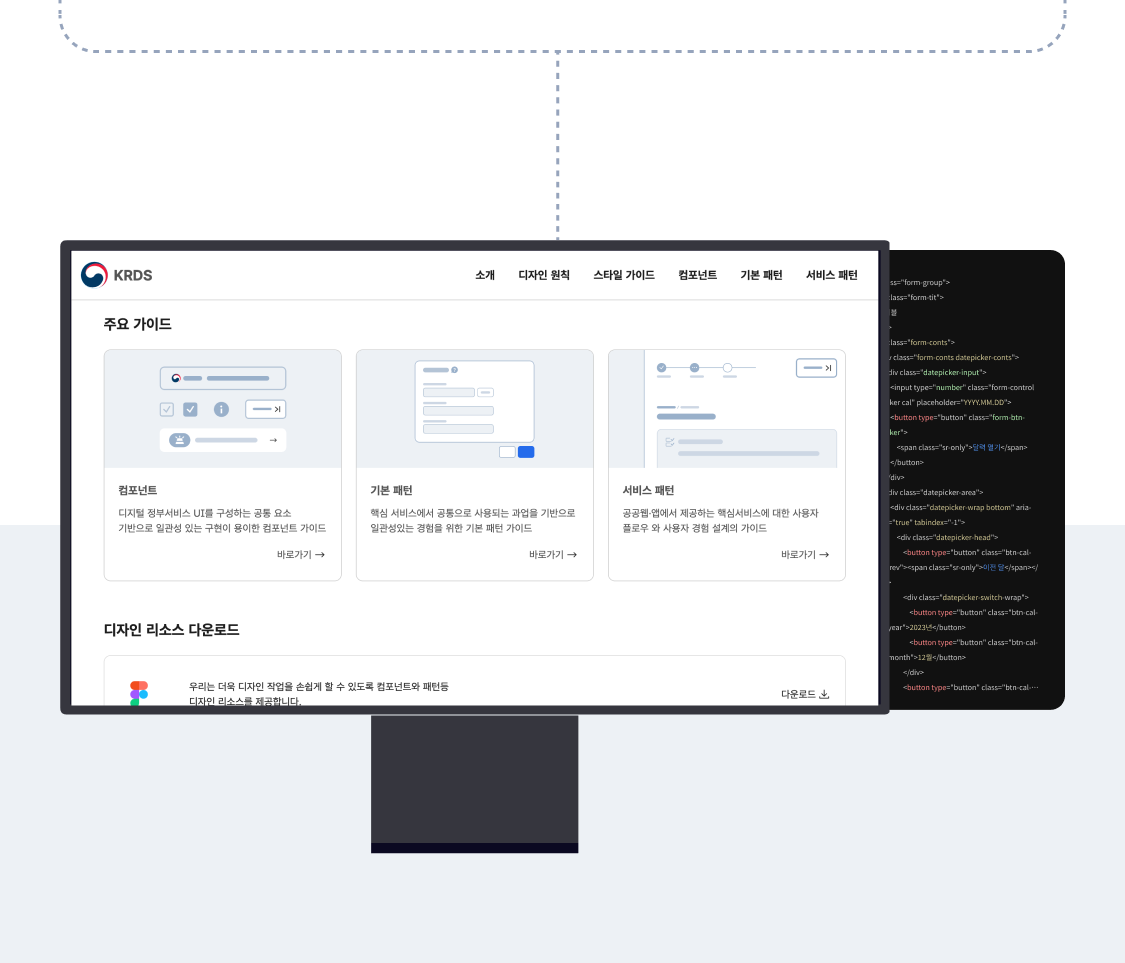 KRDS
소개 디자인 원칙 스타일 가이드 컴포넌트 기본 패턴 서비스 패턴
주요 가이드
컴포넌트
디지털 정부서비스 UI를 구성하는 공통 요소
기반으로 일관성 있는 구현이 용이한 컴포넌트 가이드
바로가기 →
기본 패턴
핵심 서비스에서 공통으로 사용되는 과업을 기반으로
일관성있는 경험을 위한 기본 패턴 가이드
바로가기 →
서비스 패턴
공공웹·앱에서 제공하는 핵심서비스에 대한 사용자
플로우 와 사용자 경험 설계의 가이드
바로가기 →
디자인 리소스 다운로드
우리는 더욱 디자인 작업을 손쉽게 할 수 있도록 컴포넌트와 패턴등
디자인 리소스를 제공합니다.
다운로드
ss="form-group">
lass="form-tit">
>
lass="form-conts">
class="form-conts datepicker-conts">
div class="datepicker-input">
<input type="number" class="form-control
ker cal" placeholder="YYYY.MM.DD">
<button type="button" class="form-btn-
ker">
<span class="sr-only">달력 열기</span>
</button>
/div>
div class="datepicker-area">
<div class="datepicker-wrap bottom" aria-
="true" tabindex="-1">
<div class="datepicker-head">
<button type="button" class="btn-cal-
rev"><span class="sr-only">이전 달</span></
>
<div class="datepicker-switch-wrap">
<button type="button" class="btn-cal-
year">2023년</button>
<button type="button" class="btn-cal-
month">12월</button>
</div>
<button type="button" class="btn-cal-…